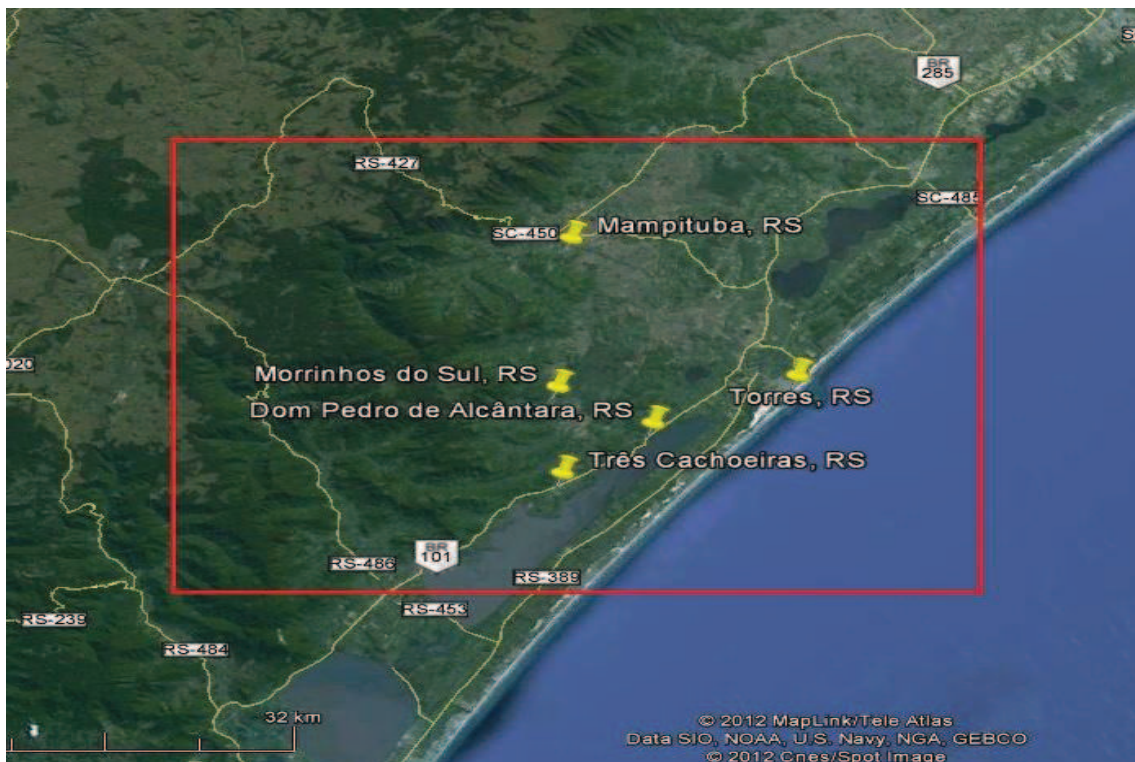 BR
285
RS-427
SC-485
SC-450
Mampituba, RS
020
Morrinhos do Sul, RS
Torres, RS
Dom Pedro de Alcântara, RS
Três Cachoeiras, RS
BR
101
RS-486
RS-389
RS-453
RS-239
RS-484
32 km
© 2012 MapLink/Tele Atlas
Data SIO, NOAA, U.S. Navy, NGA, GEBCO
© 2012 Cnes/Spot Image